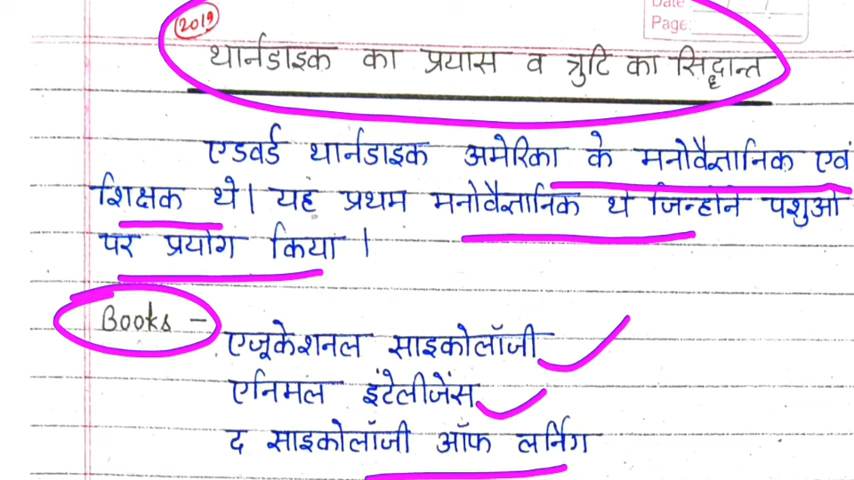 Date
Page:
2019
थार्नडाइक का प्रयास व त्रुटि का सिद्धान्त
एडवर्ड थार्नडाइक अमेरिका के मनोवैज्ञानिक एवं
शिक्षक थे। यह प्रथम मनोवैज्ञानिक थे जिन्होंने पशुओं
पर प्रयोग किया।
Books –
एजूकेशनल साइकोलॉजी
एनिमल इंटेलीजेंस
द साइकोलॉजी ऑफ लर्निंग